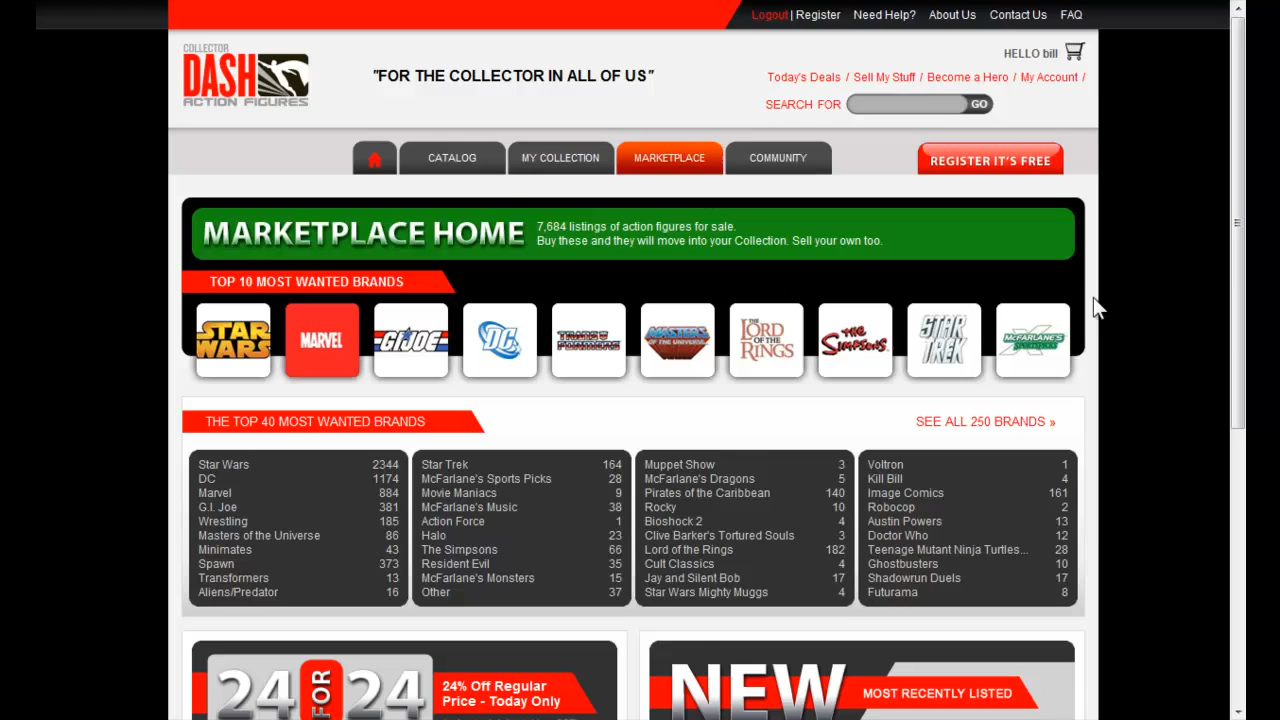 Logout | Register Need Help? About Us Contact Us FAQ
COLLECTOR
DASH
ACTION FIGURES
"FOR THE COLLECTOR IN ALL OF US"
HELLO bill
Today's Deals / Sell My Stuff / Become a Hero / My Account /
SEARCH FOR GO
CATALOG MY COLLECTION MARKETPLACE COMMUNITY REGISTER IT'S FREE
MARKETPLACE HOME
7,684 listings of action figures for sale.
Buy these and they will move into your Collection. Sell your own too.
TOP 10 MOST WANTED BRANDS
STAR WARS
MARVEL
G.I. JOE
DC
TRANSFORMERS
MASTERS OF THE UNIVERSE
THE LORD OF THE RINGS
THE SIMPSONS
STAR TREK
McFARLANE'S SPORTSPICKS
THE TOP 40 MOST WANTED BRANDS
SEE ALL 250 BRANDS »
Star Wars 2344
DC 1174
Marvel 884
G.I. Joe 381
Wrestling 185
Masters of the Universe 86
Minimates 43
Spawn 373
Transformers 13
Aliens/Predator 16
Star Trek 164
McFarlane's Sports Picks 28
Movie Maniacs 9
McFarlane's Music 38
Action Force 1
Halo 23
The Simpsons 66
Resident Evil 35
McFarlane's Monsters 15
Other 37
Muppet Show 3
McFarlane's Dragons 5
Pirates of the Caribbean 140
Rocky 10
Bioshock 2 4
Clive Barker's Tortured Souls 3
Lord of the Rings 182
Cult Classics 4
Jay and Silent Bob 17
Star Wars Mighty Muggs 4
Voltron 1
Kill Bill 4
Image Comics 161
Robocop 2
Austin Powers 13
Doctor Who 12
Teenage Mutant Ninja Turtles... 28
Ghostbusters 10
Shadowrun Duels 17
Futurama 8
24 FOR 24
24% Off Regular
Price - Today Only
NEW
MOST RECENTLY LISTED